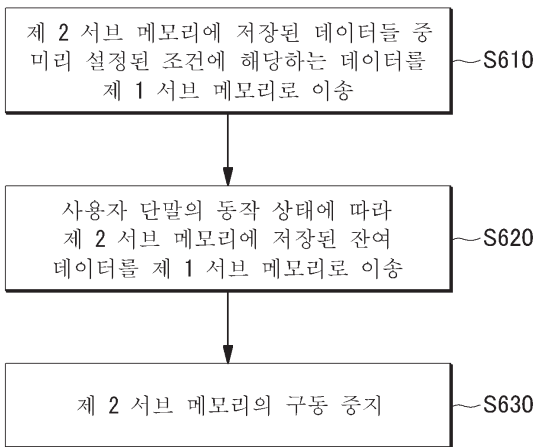 제 2 서브 메모리에 저장된 데이터들 중
미리 설정된 조건에 해당하는 데이터를
제 1 서브 메모리로 이송
S610
사용자 단말의 동작 상태에 따라
제 2 서브 메모리에 저장된 잔여
데이터를 제 1 서브 메모리로 이송
S620
제 2 서브 메모리의 구동 중지
S630